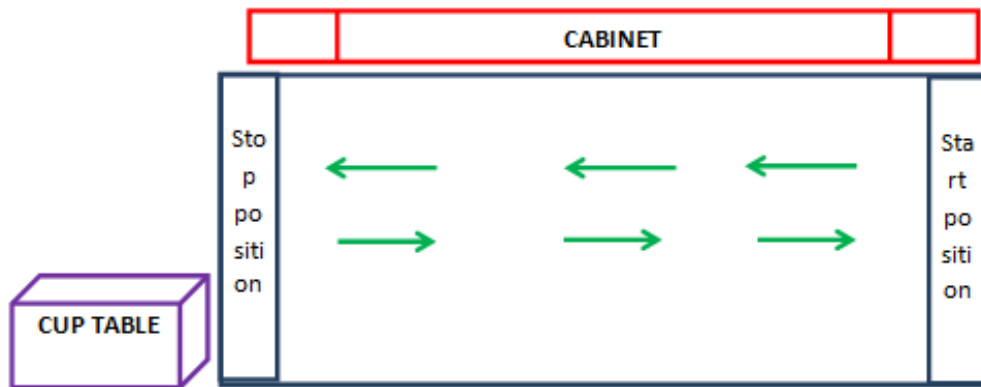 CABINET
Sto
p
po
siti
on
Sta
rt
po
siti
on
CUP TABLE